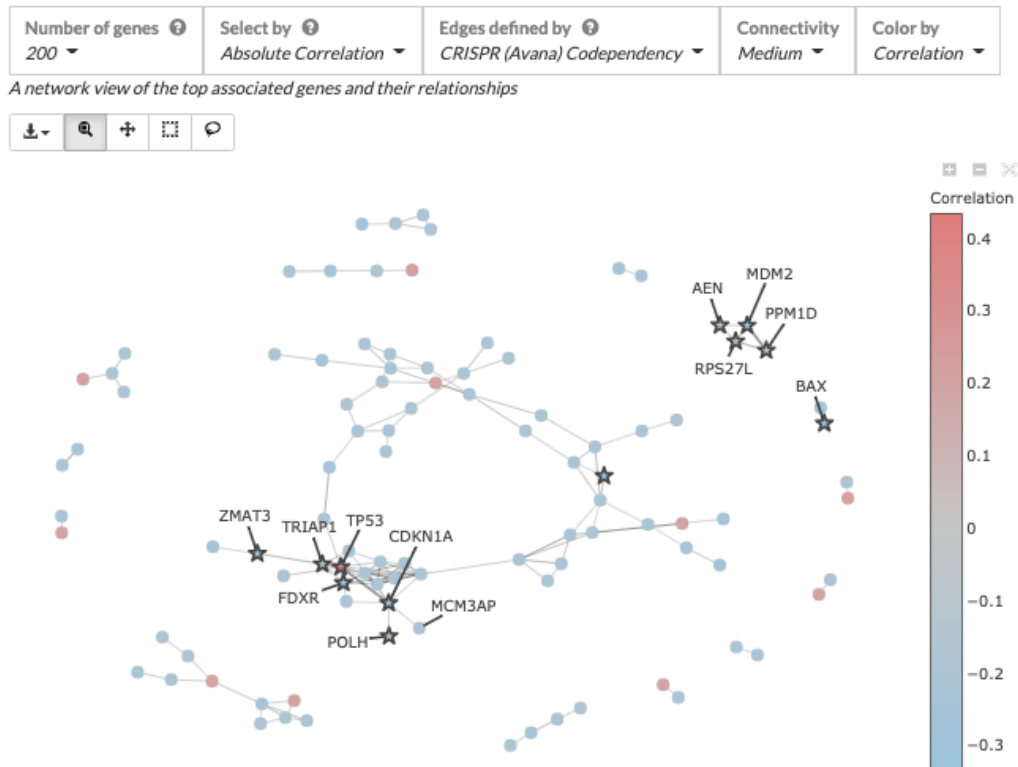 Number of genes ? Select by ? Edges defined by ? Connectivity Color by
200 Absolute Correlation CRISPR (Avana) Codependency Medium Correlation
A network view of the top associated genes and their relationships
Correlation
0.4
0.3
0.2
0.1
0
−0.1
−0.2
−0.3
AEN
MDM2
PPM1D
RPS27L
BAX
ZMAT3
TRIAP1
TP53
CDKN1A
FDXR
MCM3AP
POLH